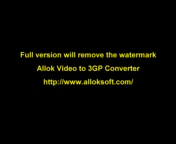 Full version will remove the watermark
Allok Video to 3GP Converter
http://www.alloksoft.com/